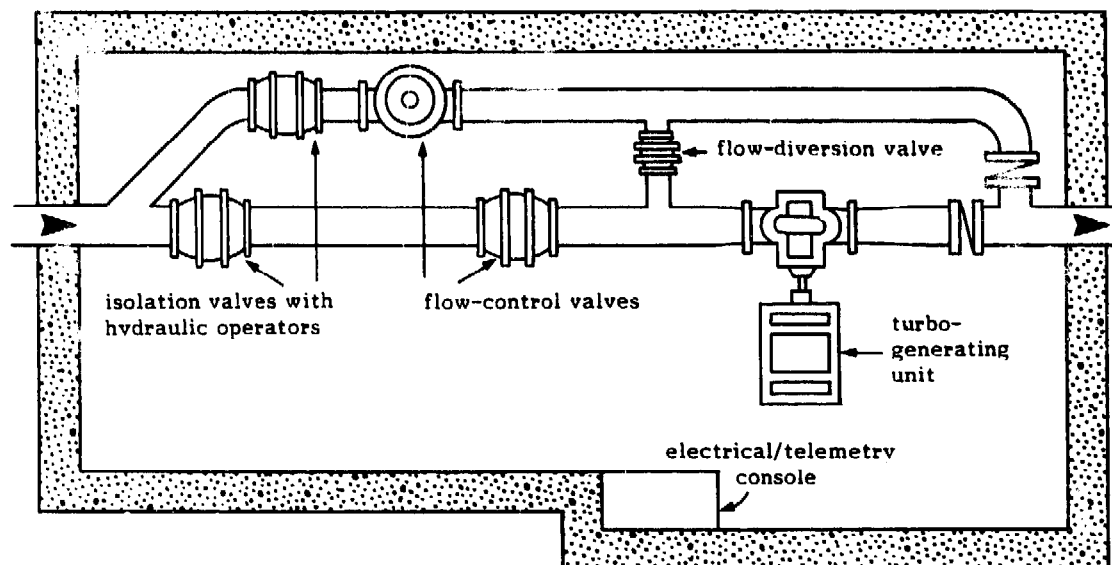 flow-diversion valve
isolation valves with
hvdraulic operators
flow-control valves
turbo-
generating
unit
electrical/telemetrv
console